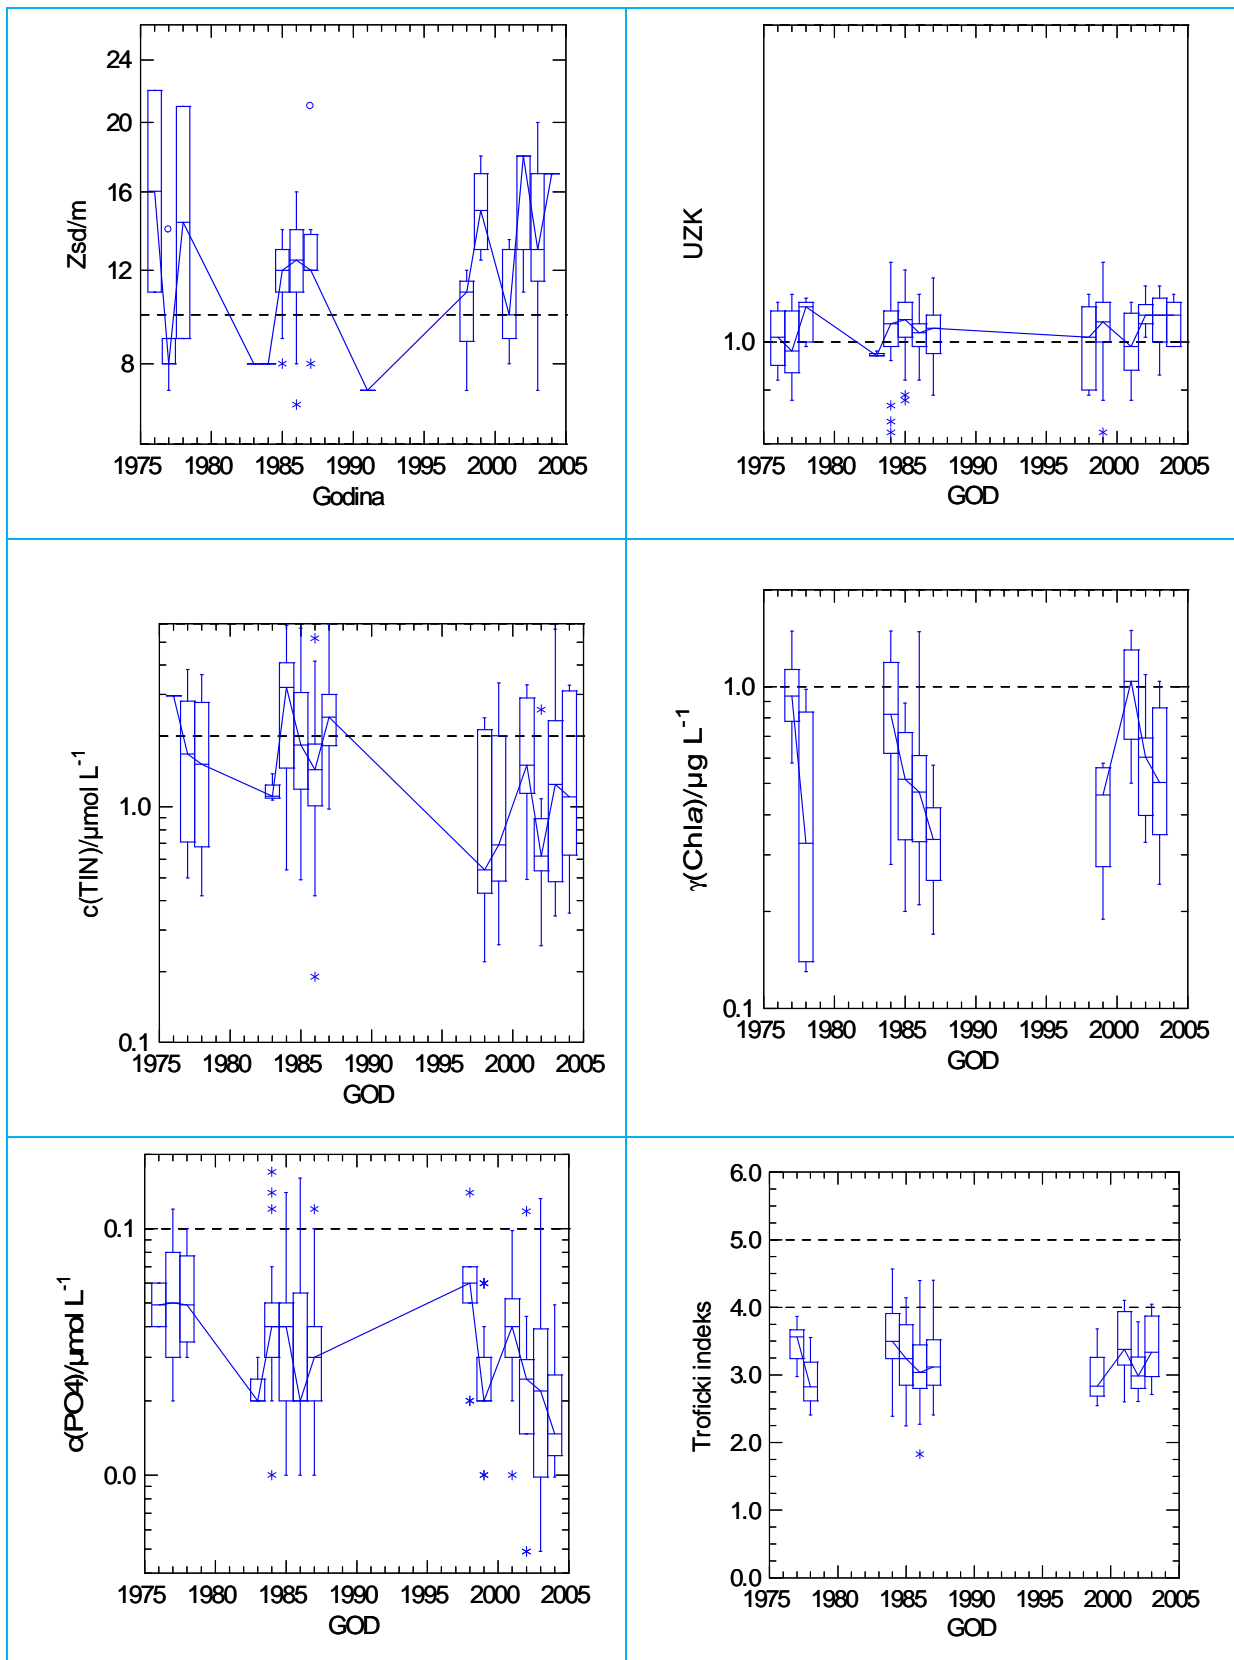 24
20
16
12
8
Zsd/m
1975 1980 1985 1990 1995 2000 2005
Godina
UZK
1.0
1975 1980 1985 1990 1995 2000 2005
GOD
c(TIN)/µmol L⁻¹
1.0
0.1
1975 1980 1985 1990 1995 2000 2005
GOD
γ(Chla)/µg L⁻¹
1.0
0.1
1975 1980 1985 1990 1995 2000 2005
GOD
c(PO4)/µmol L⁻¹
0.1
0.0
1975 1980 1985 1990 1995 2000 2005
GOD
Troficki indeks
6.0
5.0
4.0
3.0
2.0
1.0
0.0
1975 1980 1985 1990 1995 2000 2005
GOD